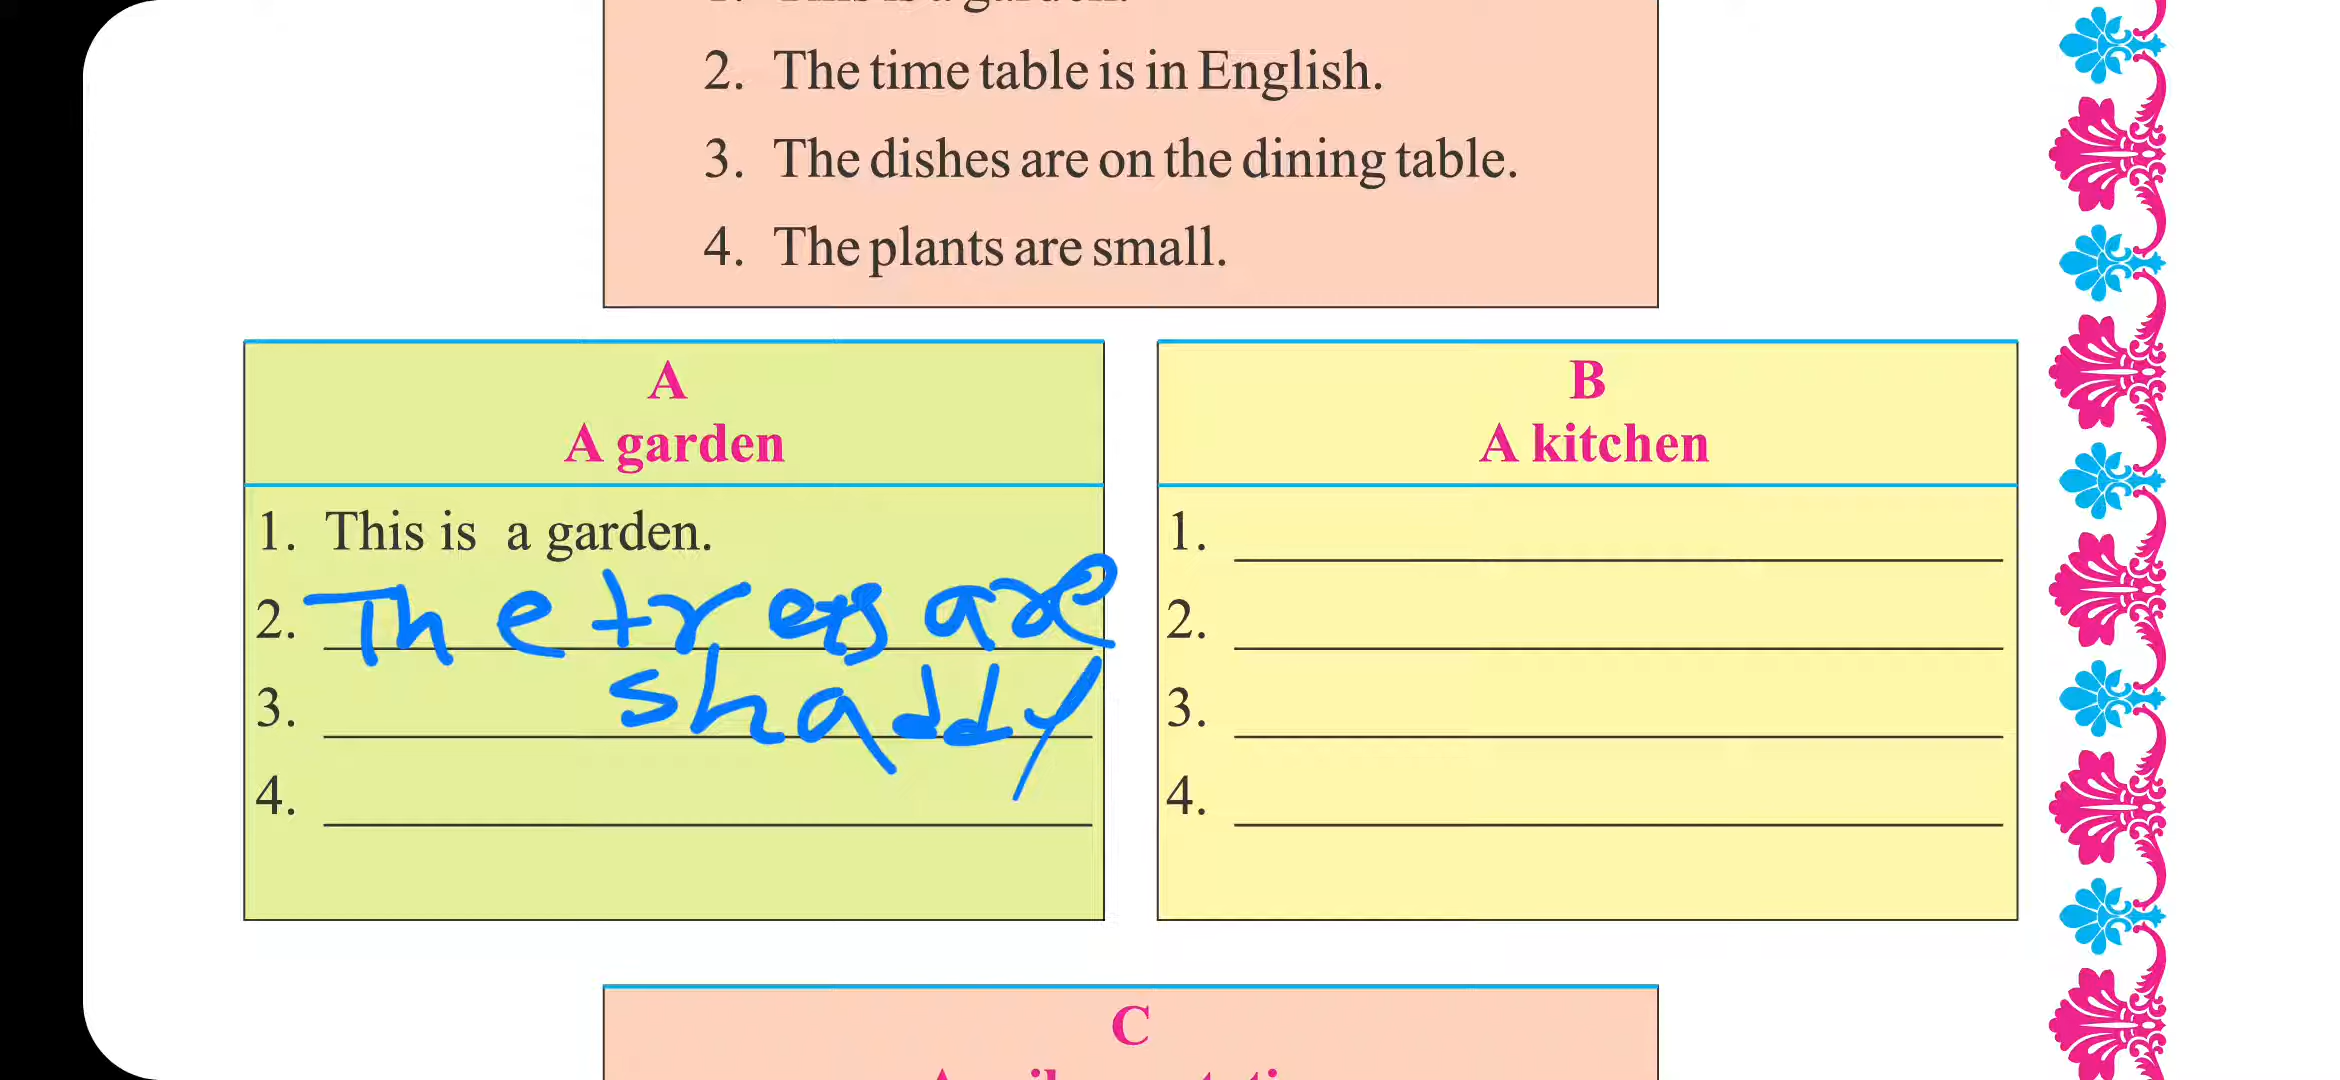 2. The time table is in English.
3. The dishes are on the dining table.
4. The plants are small.
A
A garden
1. This is a garden.
2. The trees are
3. shaddy
4.
B
A kitchen
1.
2.
3.
4.
C